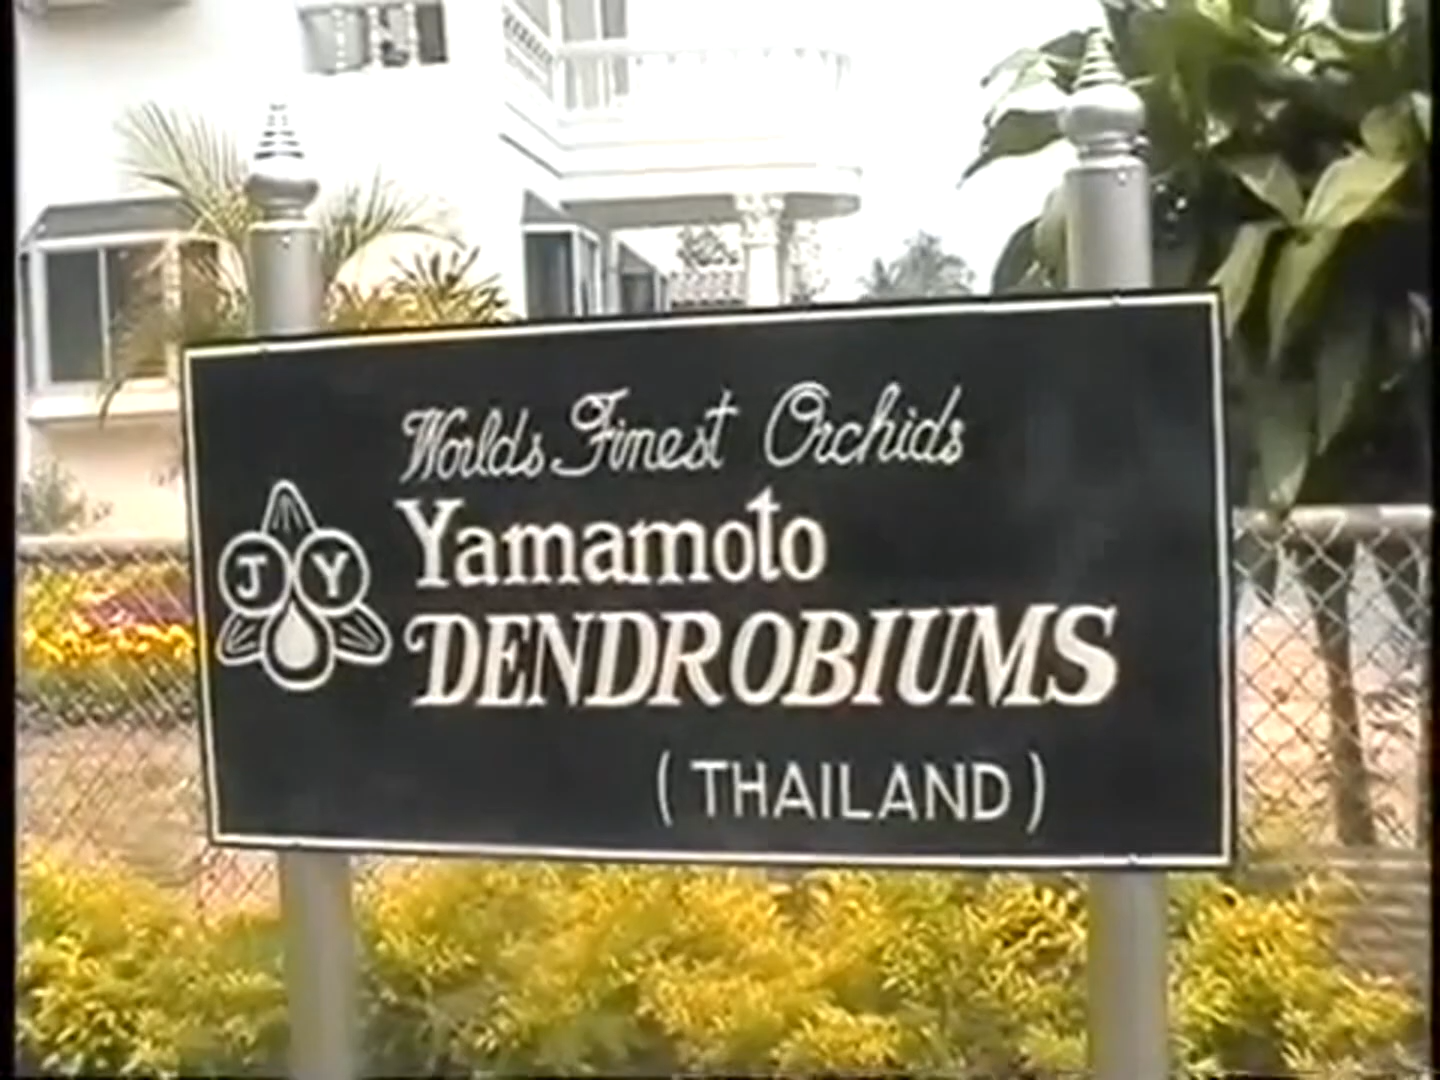 Worlds Finest Orchids
J Y
Yamamoto
DENDROBIUMS
(THAILAND)